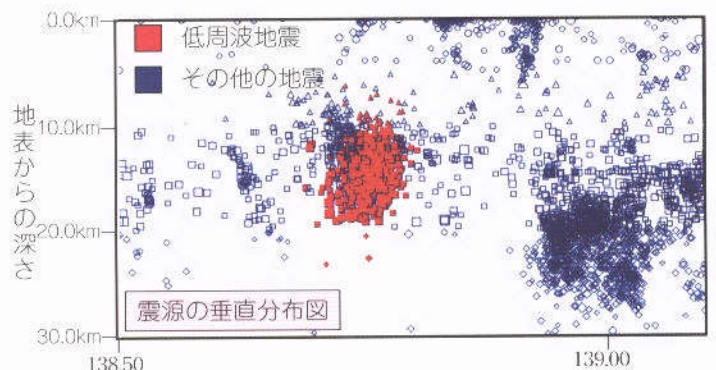 0.0km
低周波地震
その他の地震
地表からの深さ
10.0km
20.0km
震源の垂直分布図
30.0km
138.50
139.00